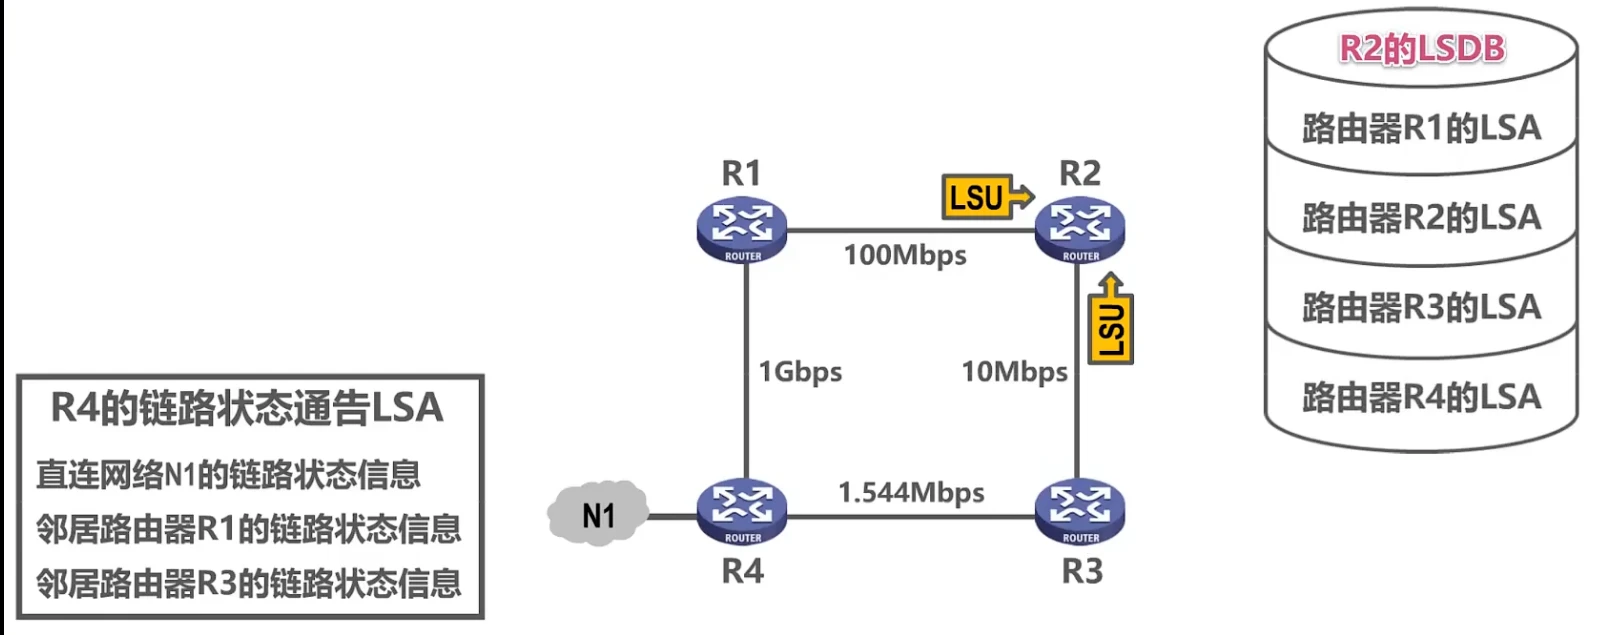 R2的LSDB
路由器R1的LSA
路由器R2的LSA
路由器R3的LSA
路由器R4的LSA
R1
R2
LSU
ROUTER
ROUTER
100Mbps
LSU
1Gbps
10Mbps
R4的链路状态通告LSA
直连网络N1的链路状态信息
邻居路由器R1的链路状态信息
邻居路由器R3的链路状态信息
N1
1.544Mbps
ROUTER
ROUTER
R4
R3